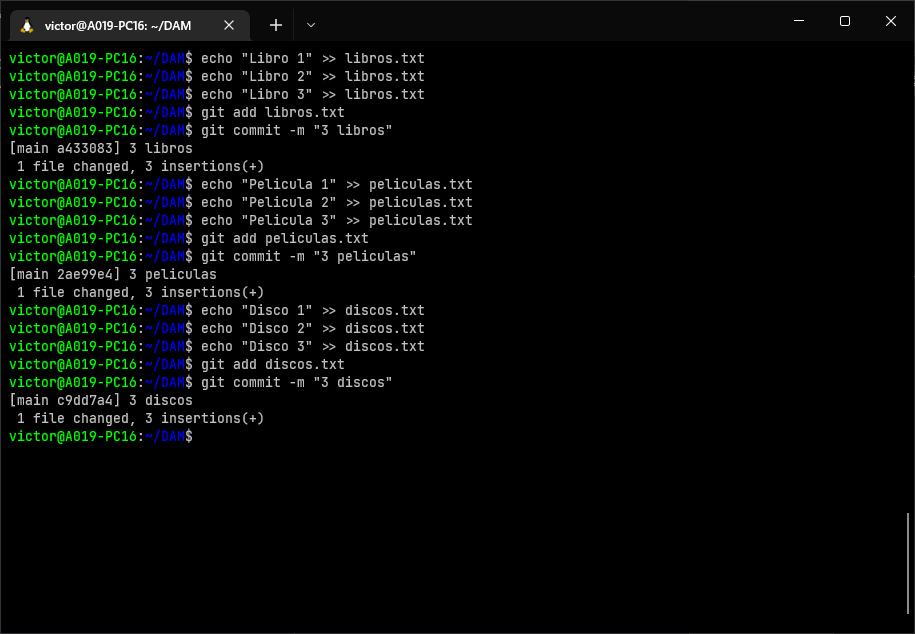 victor@A019-PC16: ~/DAM
victor@A019-PC16:~/DAM$ echo "Libro 1" >> libros.txt
victor@A019-PC16:~/DAM$ echo "Libro 2" >> libros.txt
victor@A019-PC16:~/DAM$ echo "Libro 3" >> libros.txt
victor@A019-PC16:~/DAM$ git add libros.txt
victor@A019-PC16:~/DAM$ git commit -m "3 libros"
[main a433083] 3 libros
 1 file changed, 3 insertions(+)
victor@A019-PC16:~/DAM$ echo "Pelicula 1" >> peliculas.txt
victor@A019-PC16:~/DAM$ echo "Pelicula 2" >> peliculas.txt
victor@A019-PC16:~/DAM$ echo "Pelicula 3" >> peliculas.txt
victor@A019-PC16:~/DAM$ git add peliculas.txt
victor@A019-PC16:~/DAM$ git commit -m "3 peliculas"
[main 2ae99e4] 3 peliculas
 1 file changed, 3 insertions(+)
victor@A019-PC16:~/DAM$ echo "Disco 1" >> discos.txt
victor@A019-PC16:~/DAM$ echo "Disco 2" >> discos.txt
victor@A019-PC16:~/DAM$ echo "Disco 3" >> discos.txt
victor@A019-PC16:~/DAM$ git add discos.txt
victor@A019-PC16:~/DAM$ git commit -m "3 discos"
[main c9dd7a4] 3 discos
 1 file changed, 3 insertions(+)
victor@A019-PC16:~/DAM$